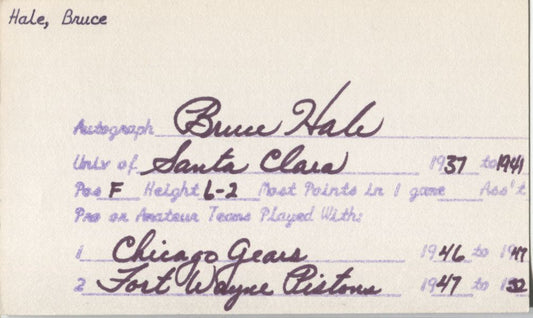 Hale, Bruce
Autograph Bruce Hale
Univ of Santa Clara 1937 to 1941
Pos F Height 6-2 Most Points in 1 game Ass't
Pro or Amateur Teams Played With:
1 Chicago Gears 1946 to 1947
2 Fort Wayne Pistons 1947 to 1952